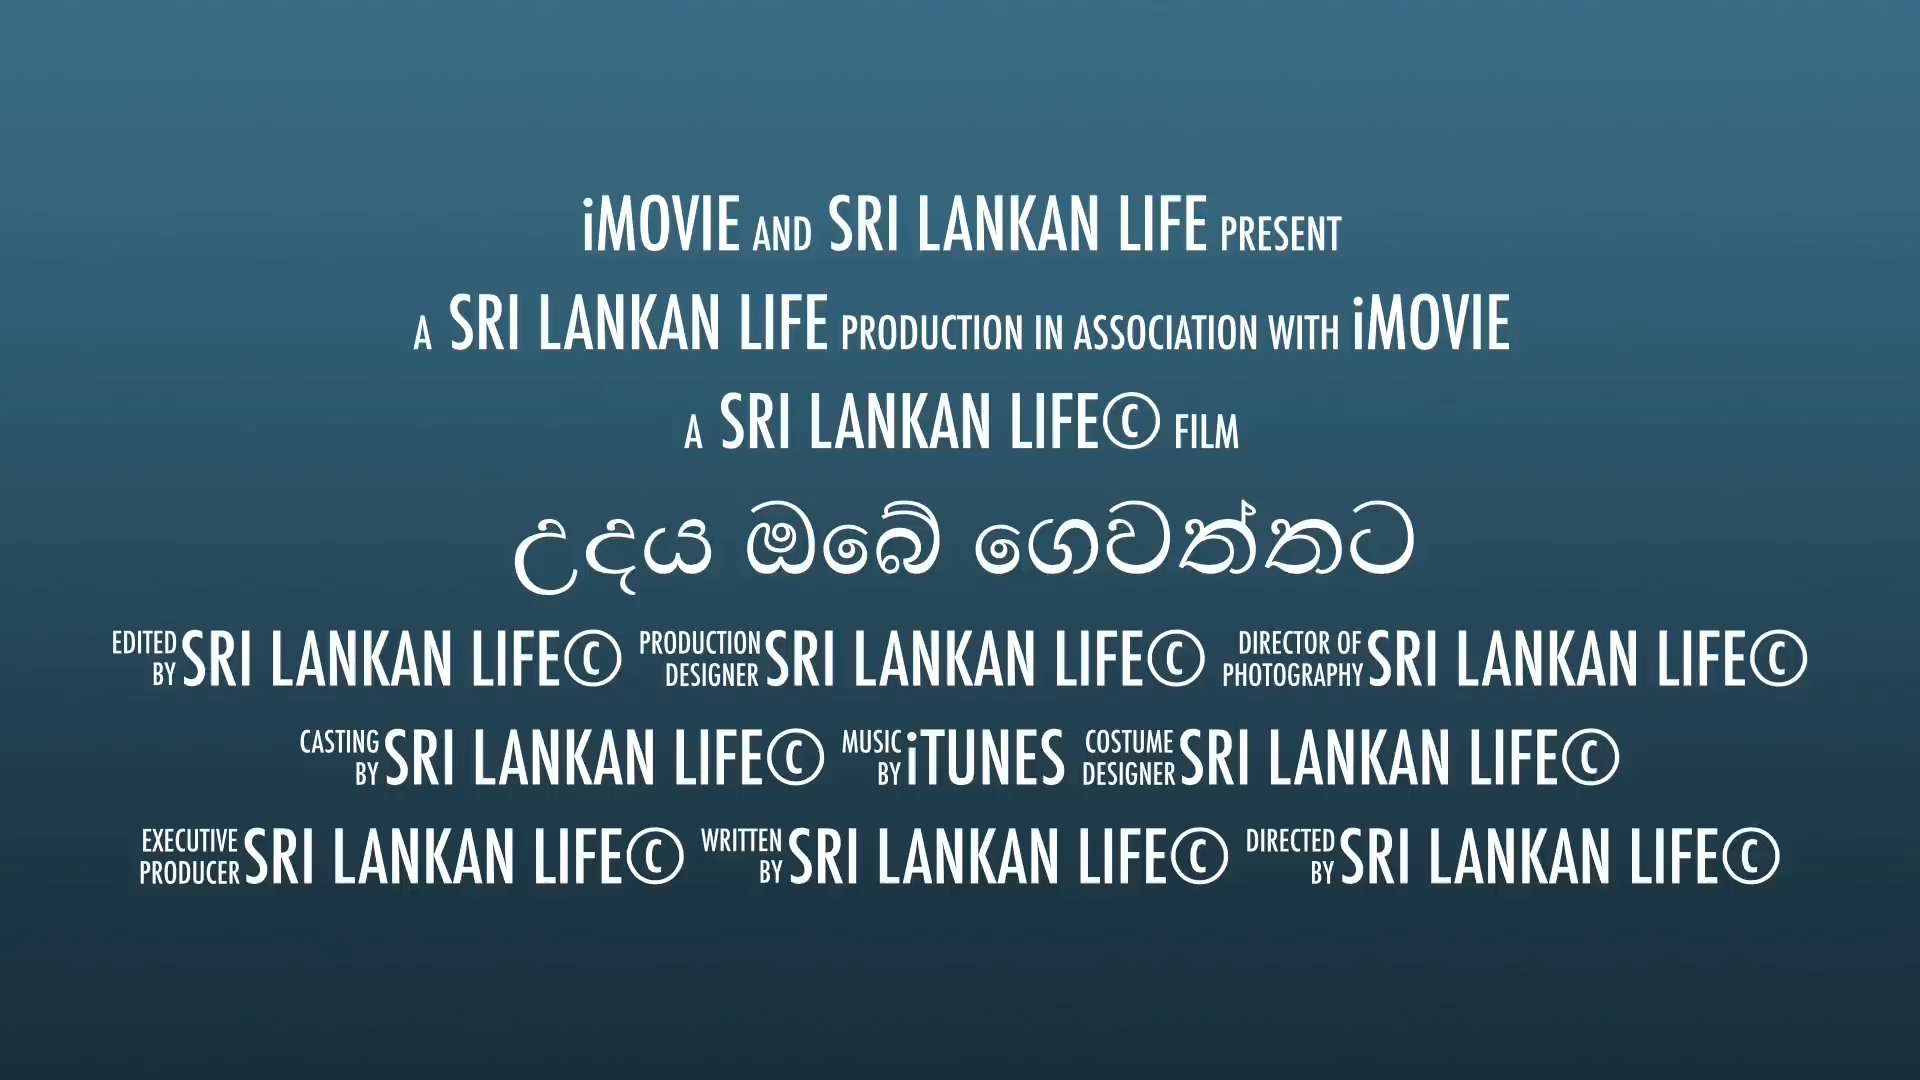 iMOVIE AND SRI LANKAN LIFE PRESENT
A SRI LANKAN LIFE PRODUCTION IN ASSOCIATION WITH iMOVIE
A SRI LANKAN LIFE© FILM
උදය ඔබේ ගෙවත්තට
EDITED BY SRI LANKAN LIFE© PRODUCTION DESIGNER SRI LANKAN LIFE© DIRECTOR OF PHOTOGRAPHY SRI LANKAN LIFE©
CASTING BY SRI LANKAN LIFE© MUSIC BY iTUNES COSTUME DESIGNER SRI LANKAN LIFE©
EXECUTIVE PRODUCER SRI LANKAN LIFE© WRITTEN BY SRI LANKAN LIFE© DIRECTED BY SRI LANKAN LIFE©